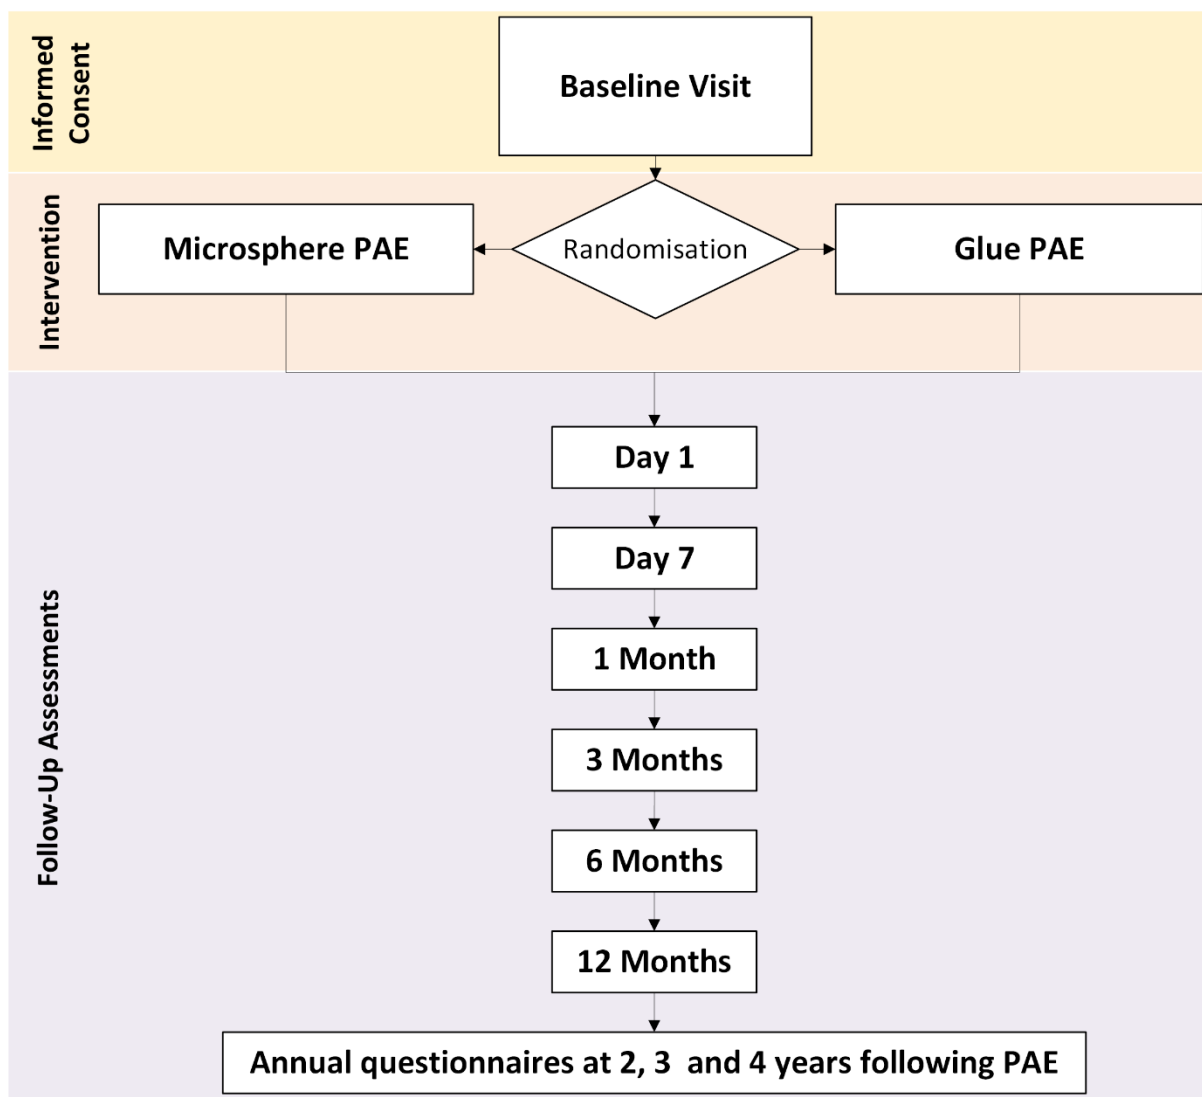 Informed
Consent
Baseline Visit
Intervention
Microsphere PAE
Randomisation
Glue PAE
Follow-Up Assessments
Day 1
Day 7
1 Month
3 Months
6 Months
12 Months
Annual questionnaires at 2, 3  and 4 years following PAE